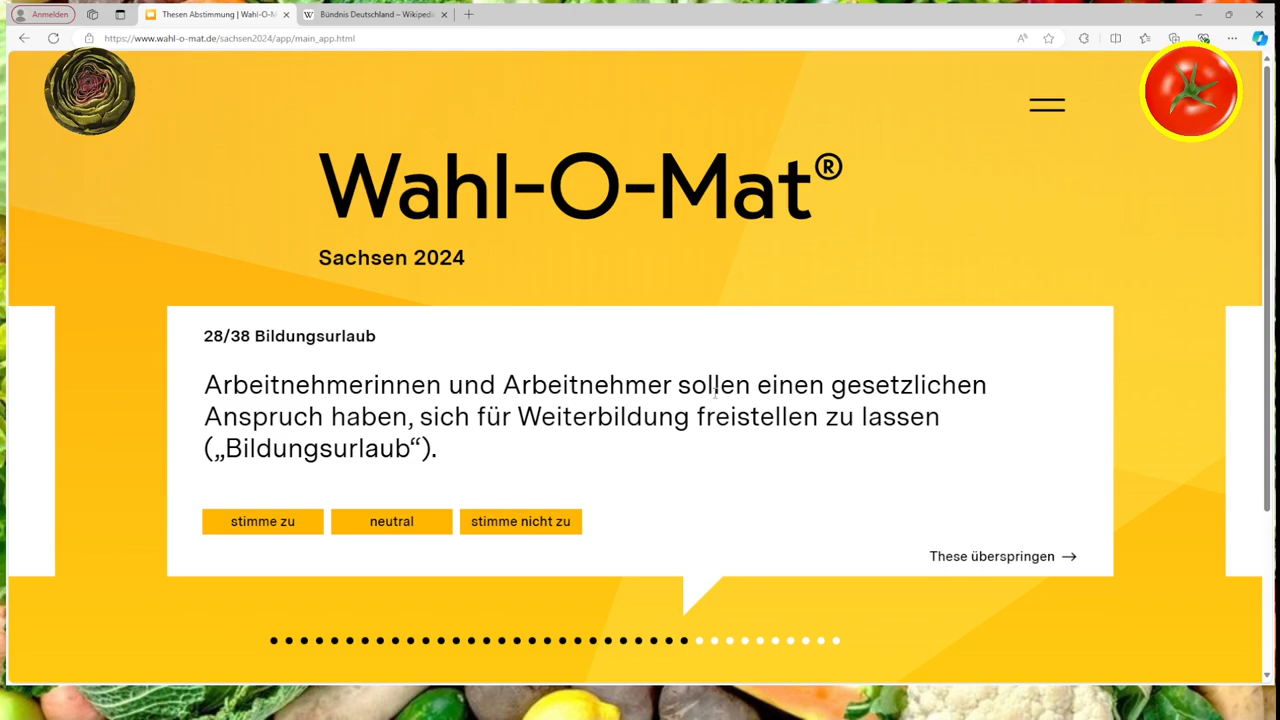 Anmelden
Thesen Abstimmung | Wahl-O-M
Bündnis Deutschland – Wikipedi
https://www.wahl-o-mat.de/sachsen2024/app/main_app.html
Wahl-O-Mat®
Sachsen 2024
28/38 Bildungsurlaub
Arbeitnehmerinnen und Arbeitnehmer sollen einen gesetzlichen
Anspruch haben, sich für Weiterbildung freistellen zu lassen
(„Bildungsurlaub“).
stimme zu
neutral
stimme nicht zu
These überspringen →